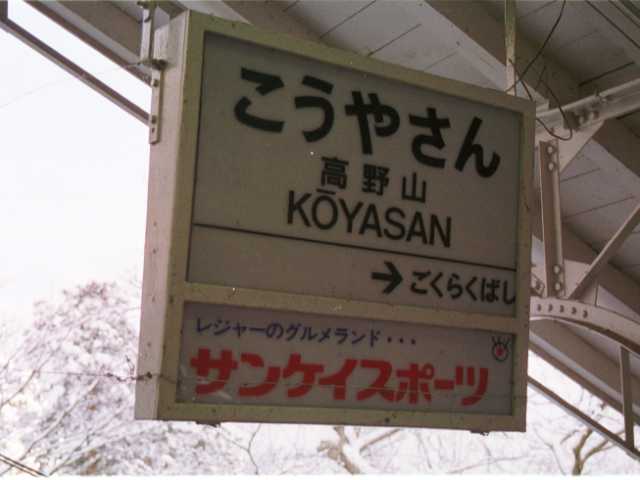 こうやさん
高野山
KŌYASAN
→ごくらくばし
レジャーのグルメランド・・・
サンケイスポーツ